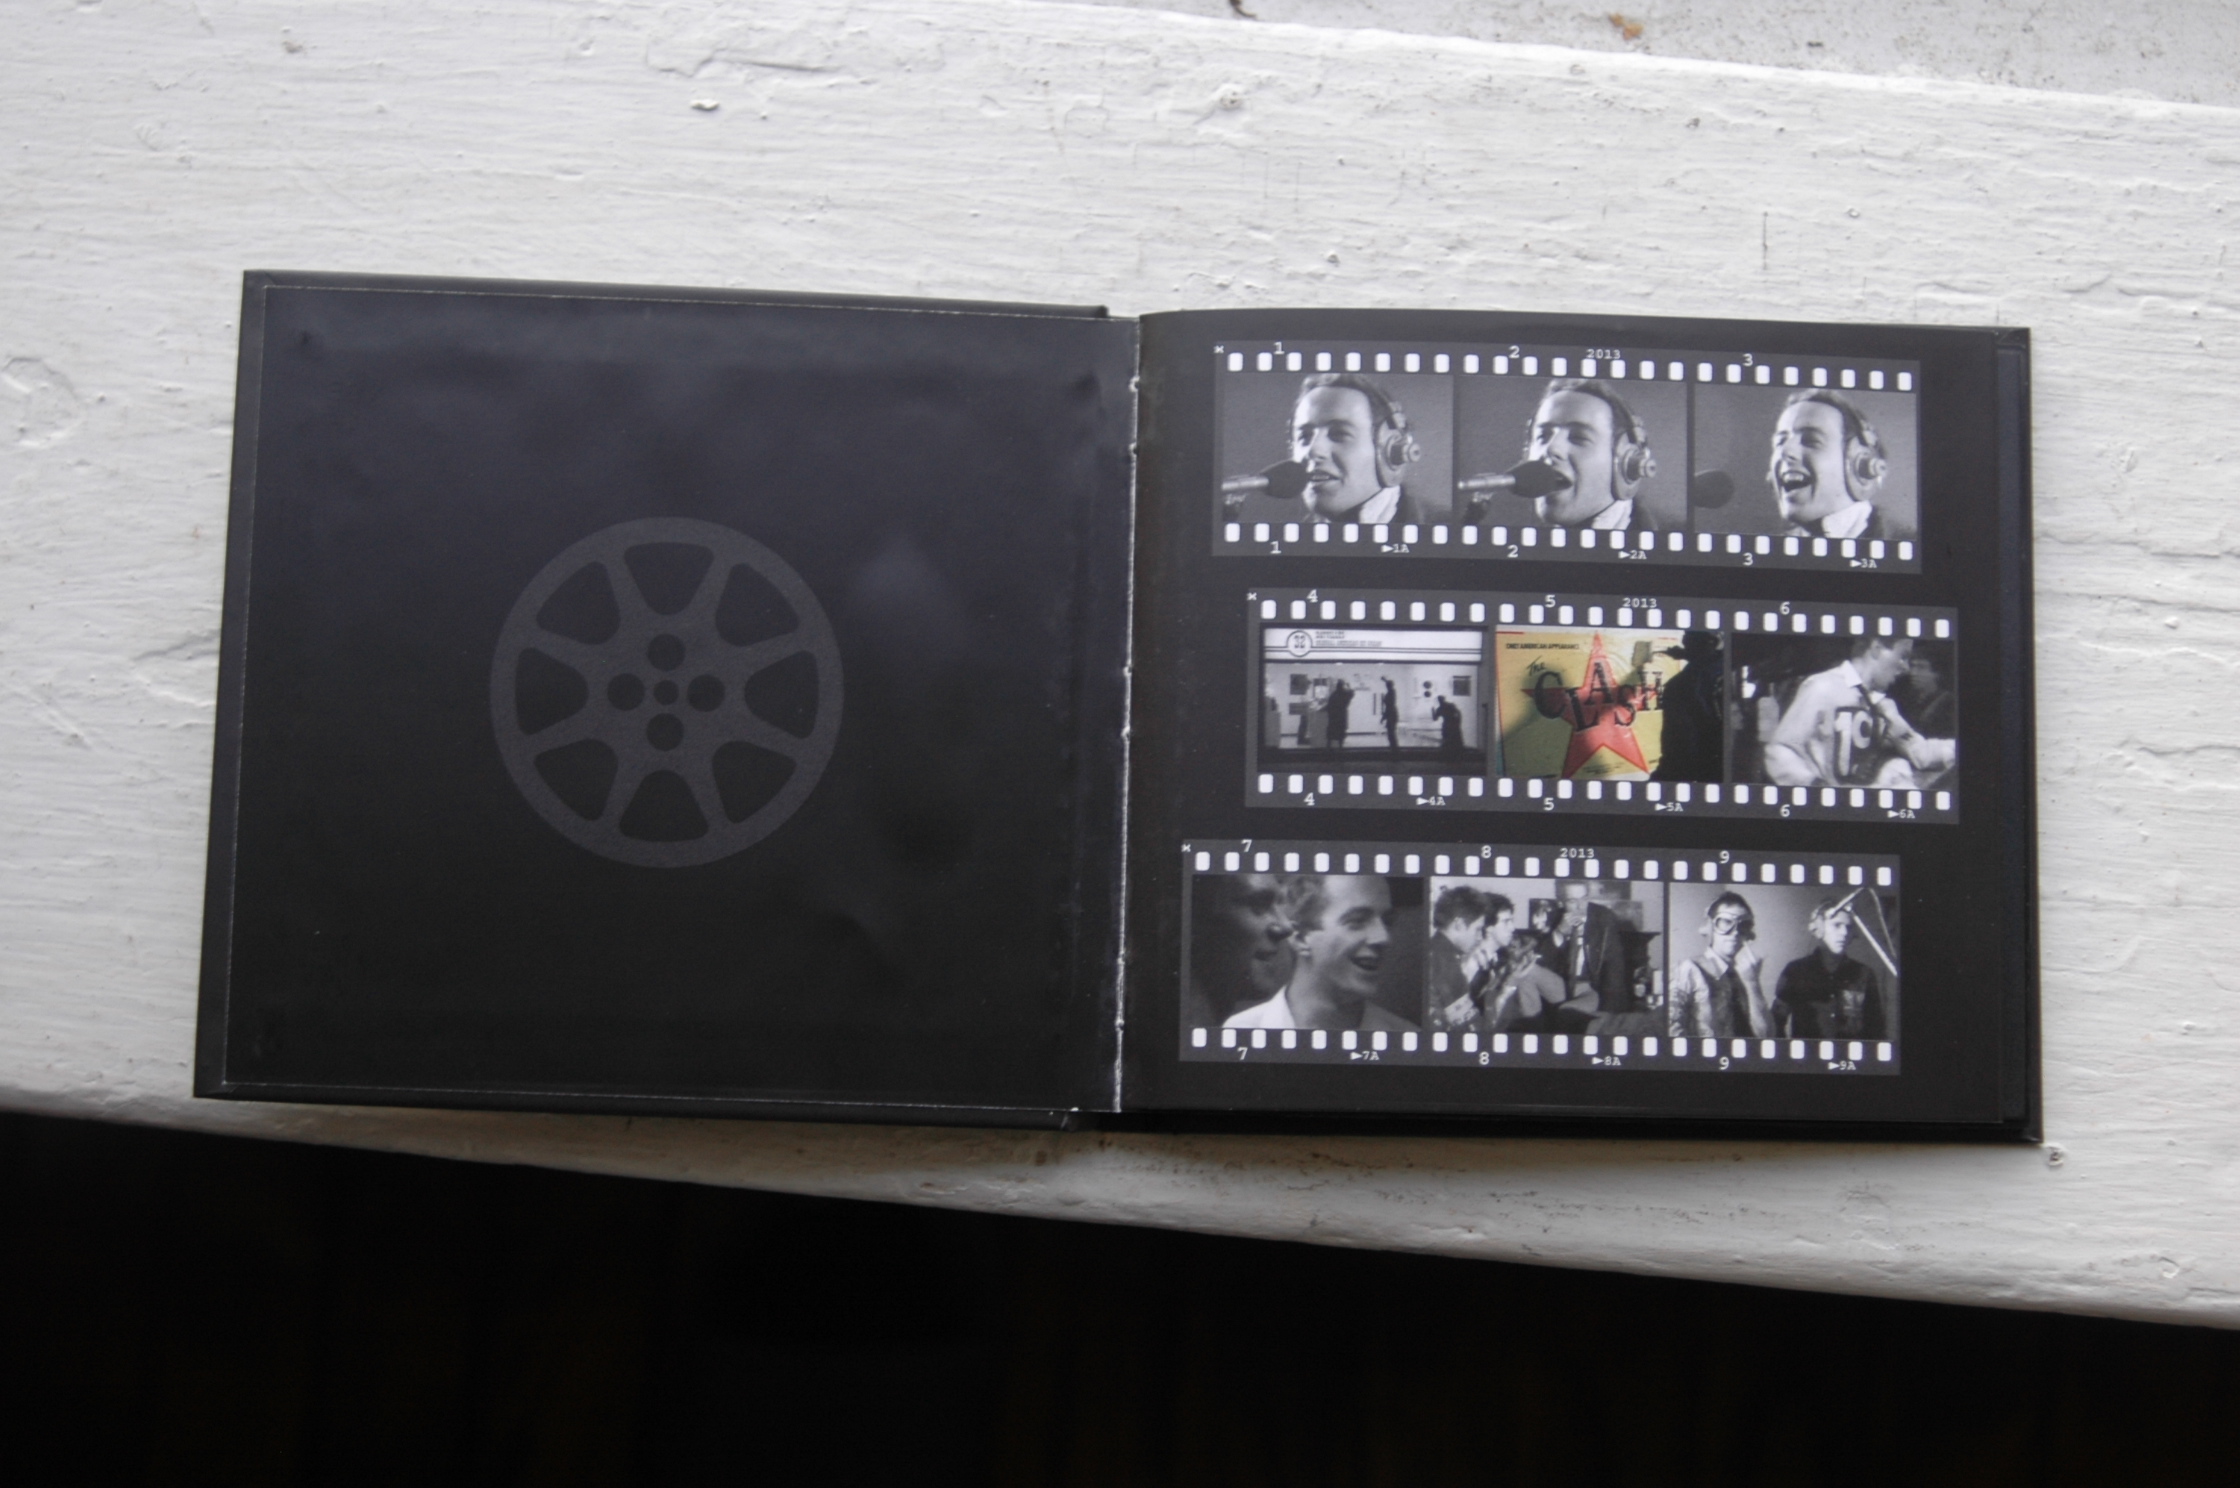 1 2 2013 3
1 ▶1A 2 ▶2A 3 ▶3A
4 5 2013 6
32
THE CLASH
4 ▶4A 5 ▶5A 6 ▶6A
7 8 2013 9
7 ▶7A 8 ▶8A 9 ▶9A